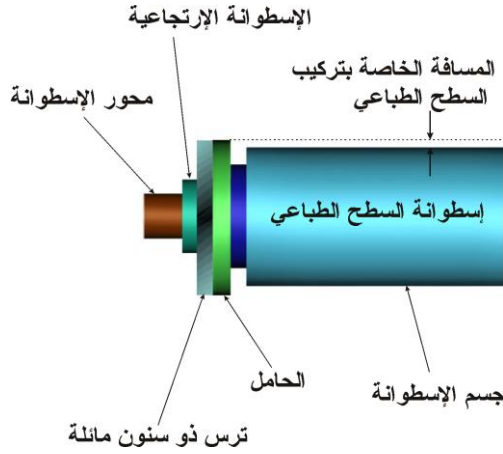 الإسطوانة الإرتجاعية
محور الإسطوانة
المسافة الخاصة بتركيب
السطح الطباعي
إسطوانة السطح الطباعي
الحامل
جسم الإسطوانة
ترس ذو سنون مائلة